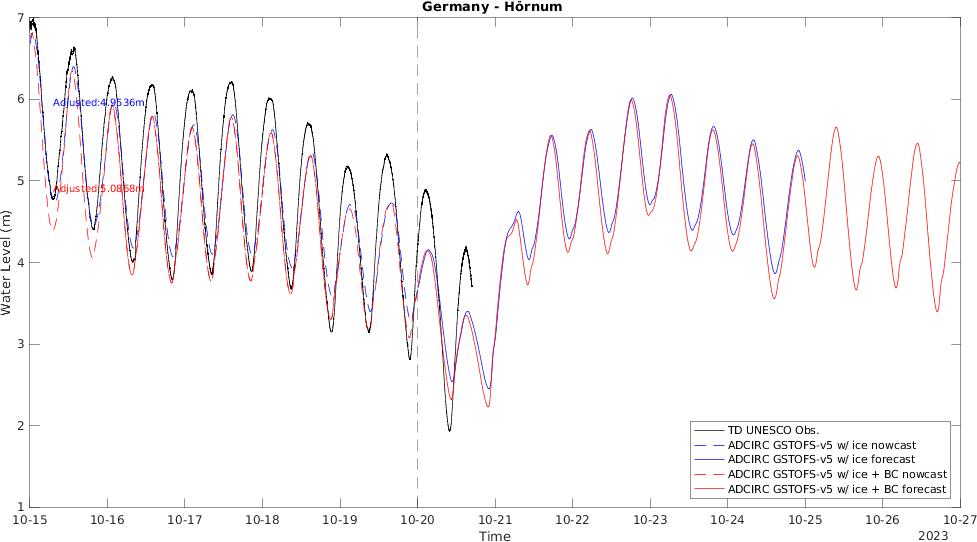 Germany - Hörnum
7
6
5
4
3
2
1
Water Level (m)
Adjusted:4.9536m
Adjusted:5.0868m
TD UNESCO Obs.
ADCIRC GSTOFS-v5 w/ ice nowcast
ADCIRC GSTOFS-v5 w/ ice forecast
ADCIRC GSTOFS-v5 w/ ice + BC nowcast
ADCIRC GSTOFS-v5 w/ ice + BC forecast
10-15 10-16 10-17 10-18 10-19 10-20 10-21 10-22 10-23 10-24 10-25 10-26 10-27
Time
2023